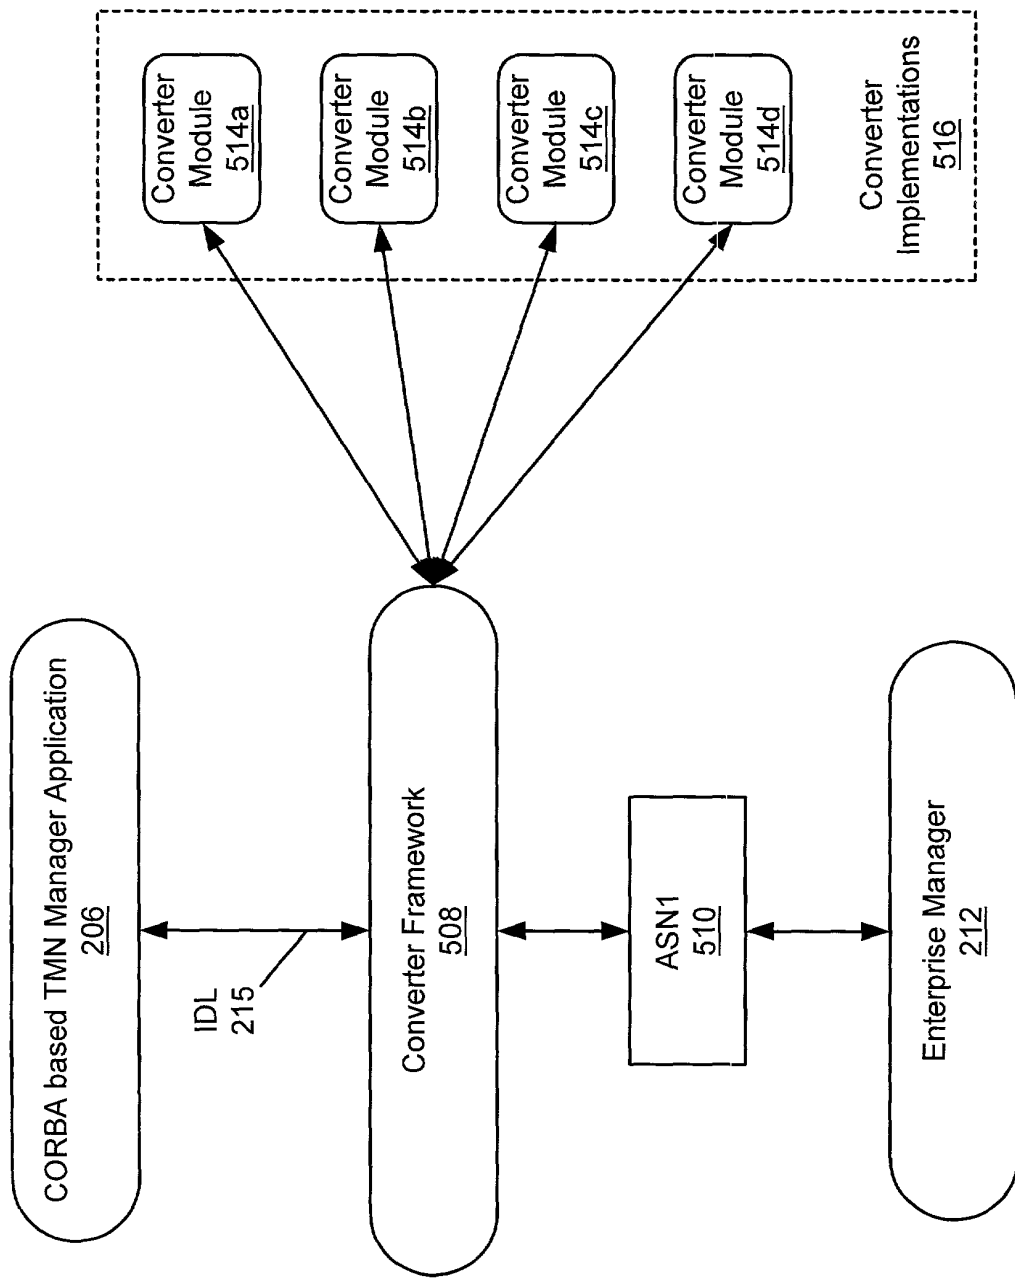 CORBA based TMN Manager Application
206
IDL
215
Converter Framework
508
ASN1
510
Enterprise Manager
212
Converter
Module
514a
Converter
Module
514b
Converter
Module
514c
Converter
Module
514d
Converter
Implementations
516